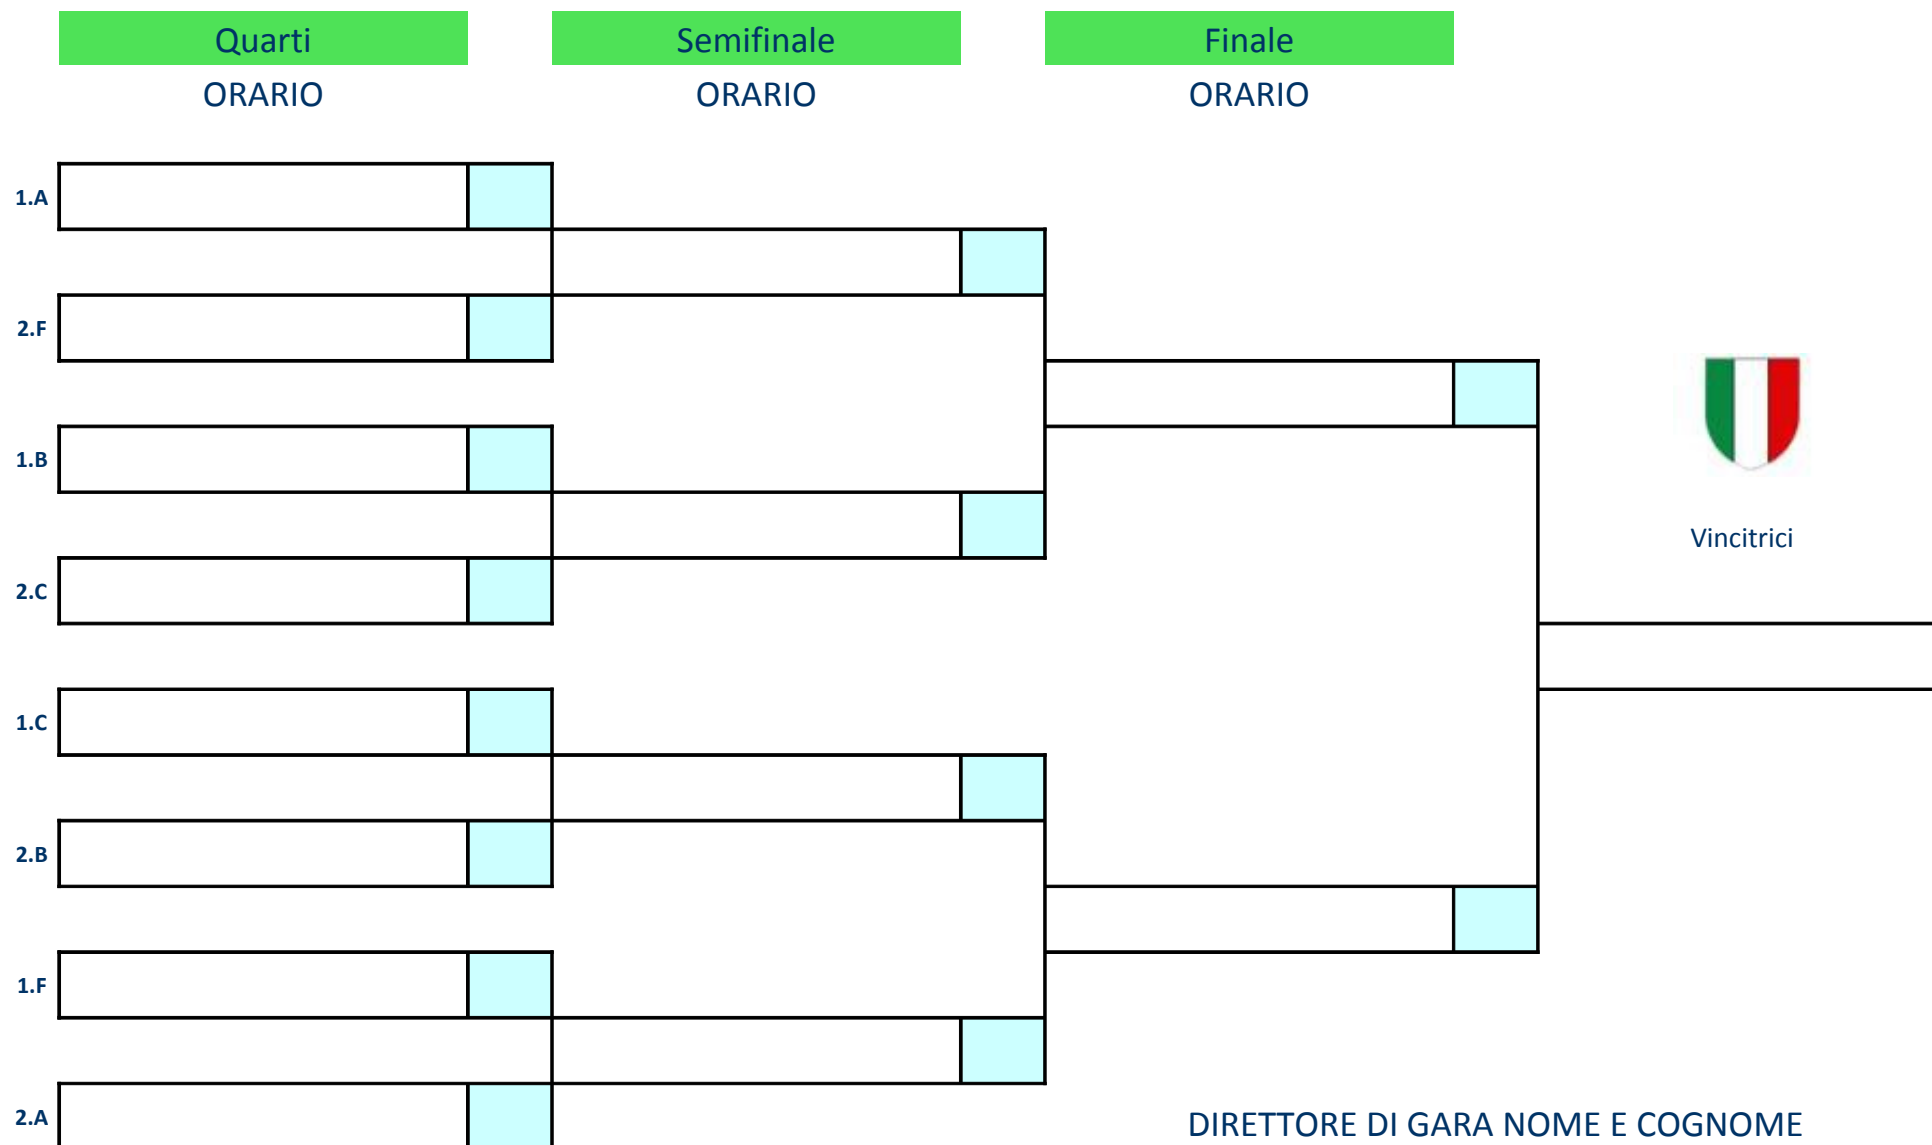 Quarti Semifinale Finale
ORARIO ORARIO ORARIO
1.A
2.F
1.B
2.C
1.C
2.B
1.F
2.A
Vincitrici
DIRETTORE DI GARA NOME E COGNOME